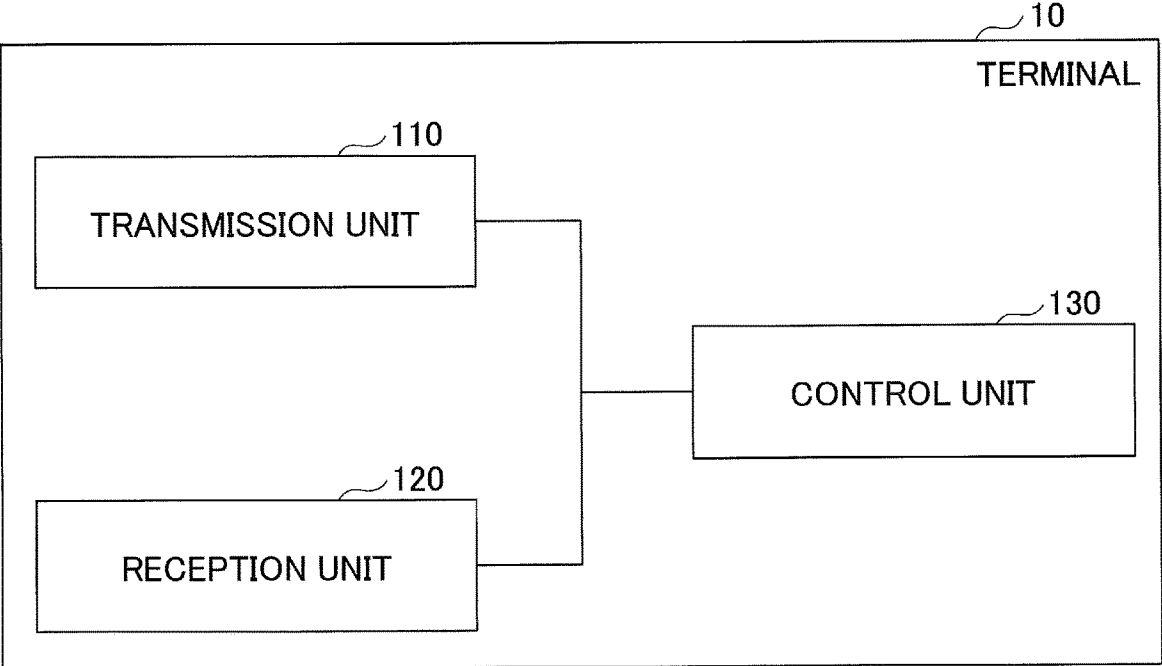 10
TERMINAL
110
TRANSMISSION UNIT
130
CONTROL UNIT
120
RECEPTION UNIT